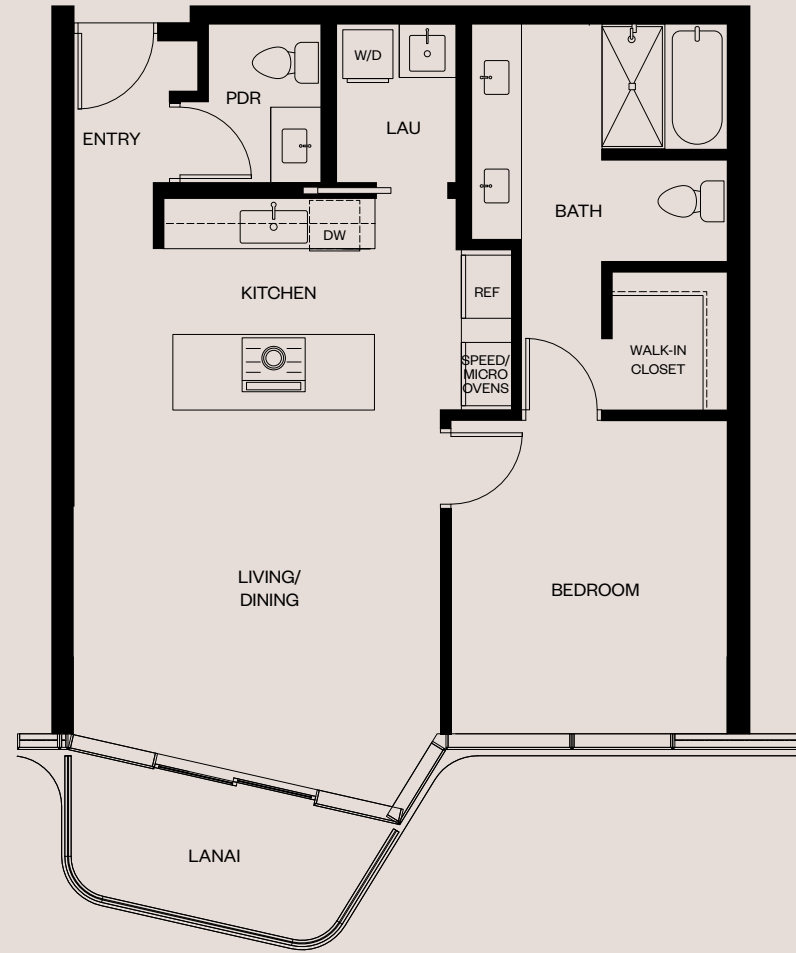 W/D
PDR
LAU
ENTRY
BATH
DW
KITCHEN
REF
SPEED/
MICRO
OVENS
WALK-IN
CLOSET
LIVING/
DINING
BEDROOM
LANAI